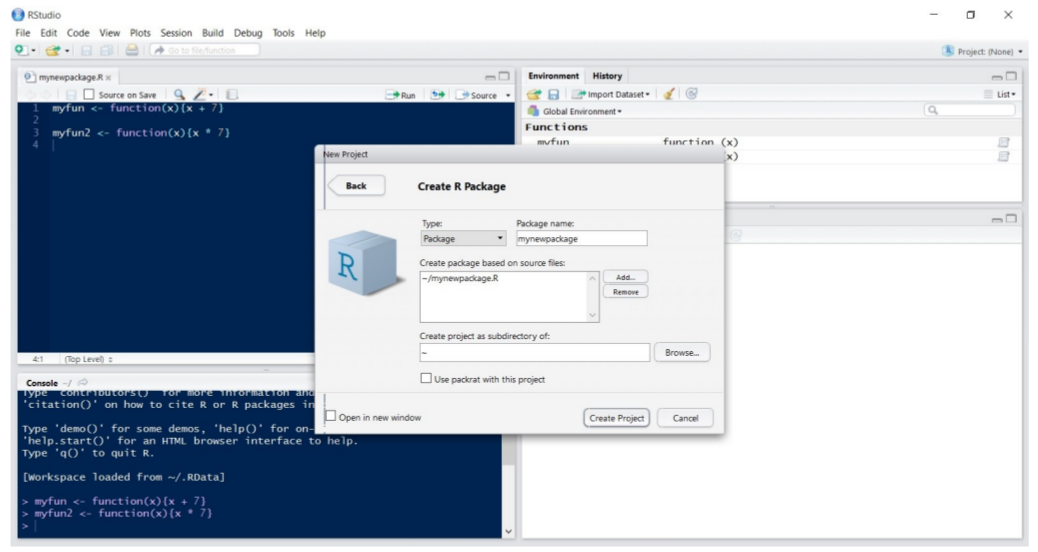 RStudio
File Edit Code View Plots Session Build Debug Tools Help
Go to file/function
Project: (None)
mynewpackage.R
Source on Save
Run
Source
1 myfun <- function(x){x + 7}
2
3 myfun2 <- function(x){x * 7}
4
4:1 (Top Level)
Console ~/
Type 'contributors()' for more information and
'citation()' on how to cite R or R packages in
Type 'demo()' for some demos, 'help()' for on-
'help.start()' for an HTML browser interface to help.
Type 'q()' to quit R.
[Workspace loaded from ~/.RData]
> myfun <- function(x){x + 7}
> myfun2 <- function(x){x * 7}
>
Environment History
Import Dataset
List
Global Environment
Functions
myfun function (x)
x)
New Project
Back
Create R Package
R
Type: Package name:
Package mynewpackage
Create package based on source files:
~/mynewpackage.R
Add...
Remove
Create project as subdirectory of:
~
Browse...
Use packrat with this project
Open in new window
Create Project
Cancel